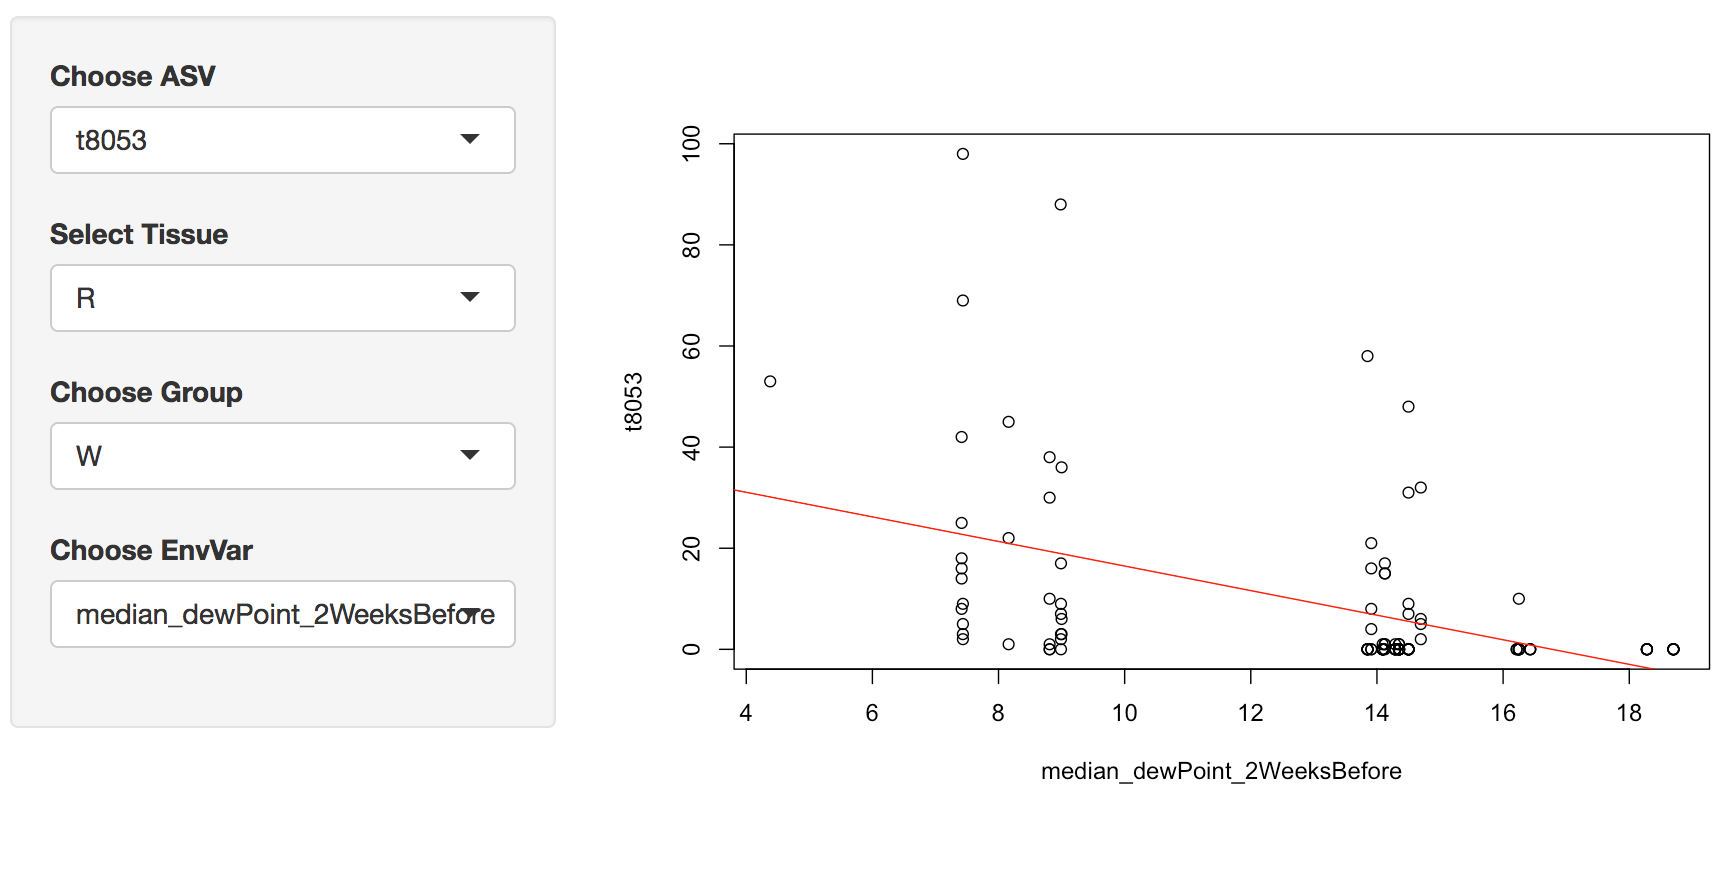 Choose ASV
t8053
Select Tissue
R
Choose Group
W
Choose EnvVar
median_dewPoint_2WeeksBefore
100
80
60
40
20
0
t8053
4 6 8 10 12 14 16 18
median_dewPoint_2WeeksBefore